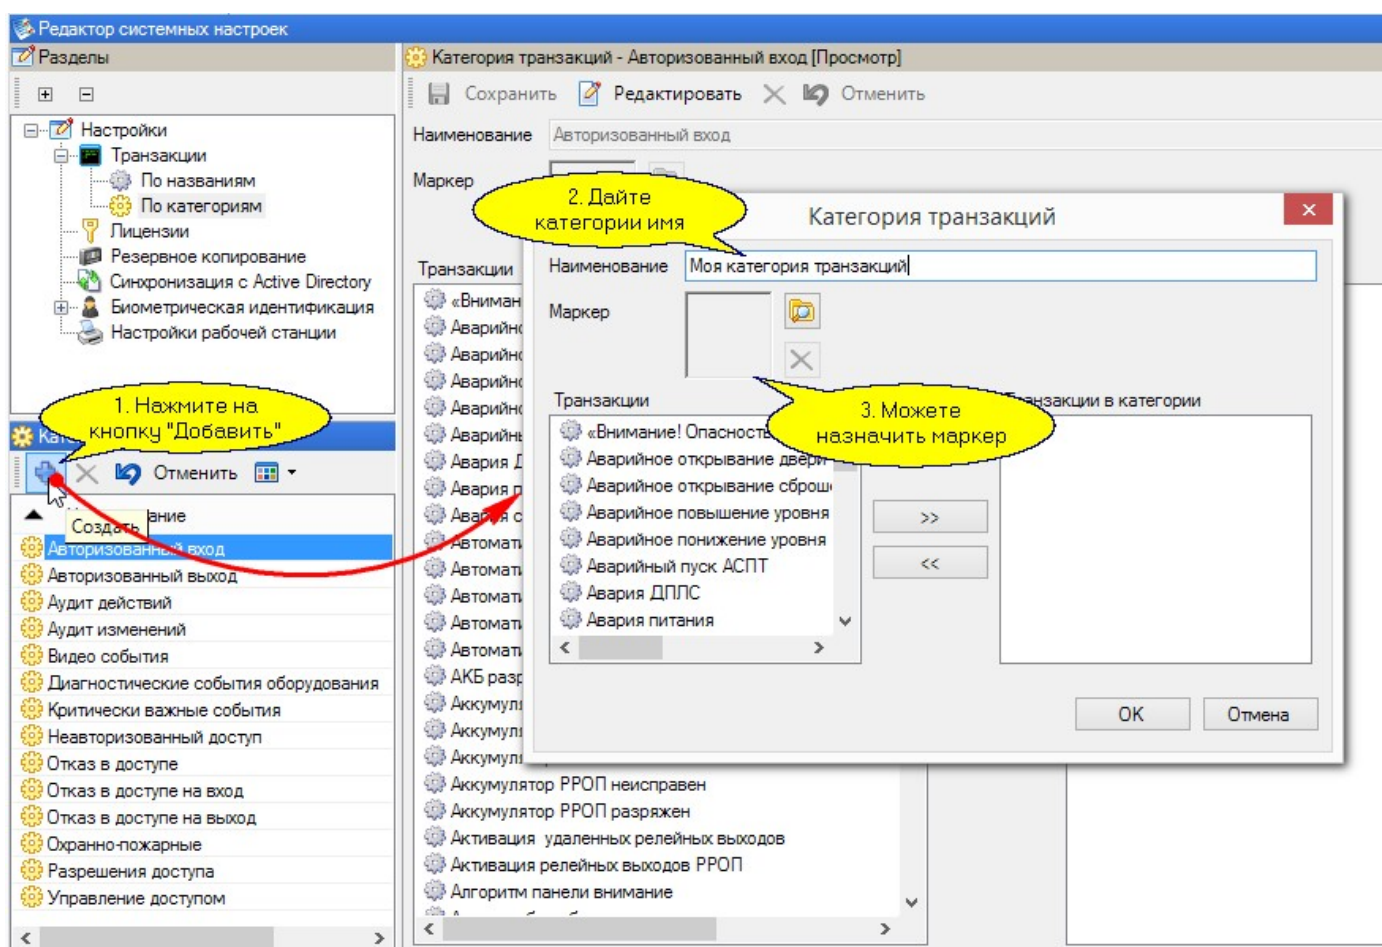 Редактор системных настроек
Разделы
Настройки
Транзакции
По названиям
По категориям
Лицензии
Резервное копирование
Синхронизация с Active Directory
Биометрическая идентификация
Настройки рабочей станции
1. Нажмите на
кнопку "Добавить"
Отменить
Создать
Авторизованный вход
Авторизованный выход
Аудит действий
Аудит изменений
Видео события
Диагностические события оборудования
Критически важные события
Неавторизованный доступ
Отказ в доступе
Отказ в доступе на вход
Отказ в доступе на выход
Охранно-пожарные
Разрешения доступа
Управление доступом
Категория транзакций - Авторизованный вход [Просмотр]
Сохранить Редактировать Отменить
Наименование Авторизованный вход
Маркер
Транзакции
Аккумулятор РРОП неисправен
Аккумулятор РРОП разряжен
Активация удаленных релейных выходов
Активация релейных выходов РРОП
Алгоритм панели внимание
2. Дайте
категории имя
Категория транзакций
Наименование Моя категория транзакций
Маркер
3. Можете
назначить маркер
Транзакции
в категории
«Внимание! Опасность
Аварийное открывание двери
Аварийное открывание
Аварийное повышение уровня
Аварийное понижение уровня
Аварийный пуск АСПТ
Авария ДПЛС
Авария питания
>>
<<
OK Отмена